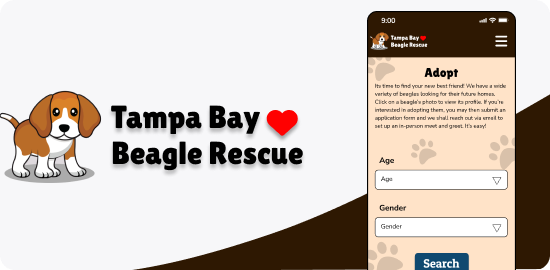 Tampa Bay
Beagle Rescue
9:00
Tampa Bay
Beagle Rescue
Adopt
Its time to find your new best friend! We have a wide
variety of beagles looking for their future homes.
Click on a beagle's photo to view its profile. If you're
interested in adopting them, you may then submit an
application form and we shall reach out via email to
set up an in-person meet and greet. It's easy!
Age
Age
Gender
Gender
Search